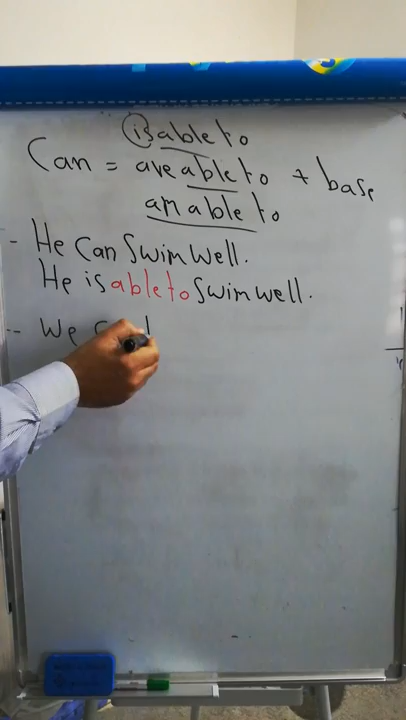 is able to
Can = are able to + base
am able to
- He can swim well.
He is able to swim well.
-- We